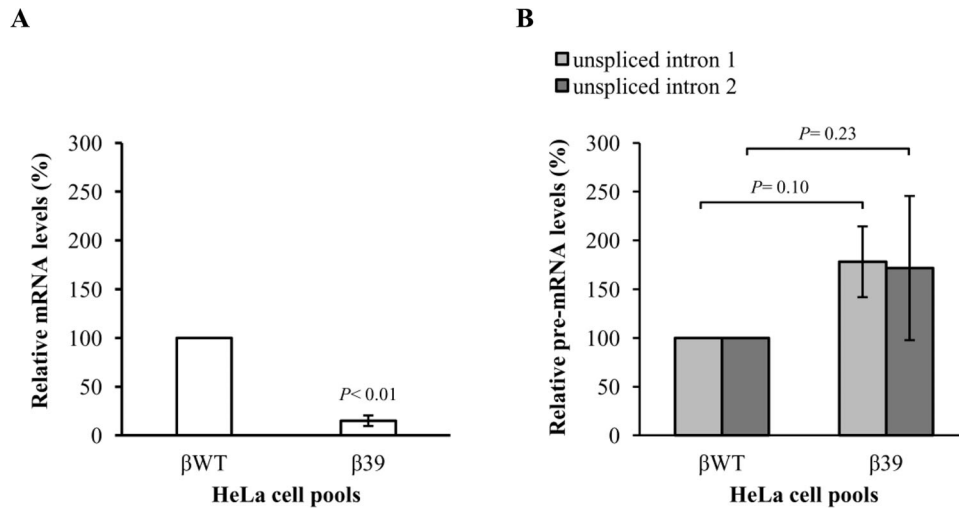 A
Relative mRNA levels (%)
300
250
200
150
100
50
0
P< 0.01
βWT
β39
HeLa cell pools
B
unspliced intron 1
unspliced intron 2
Relative pre-mRNA levels (%)
300
250
200
150
100
50
0
P= 0.23
P= 0.10
βWT
β39
HeLa cell pools